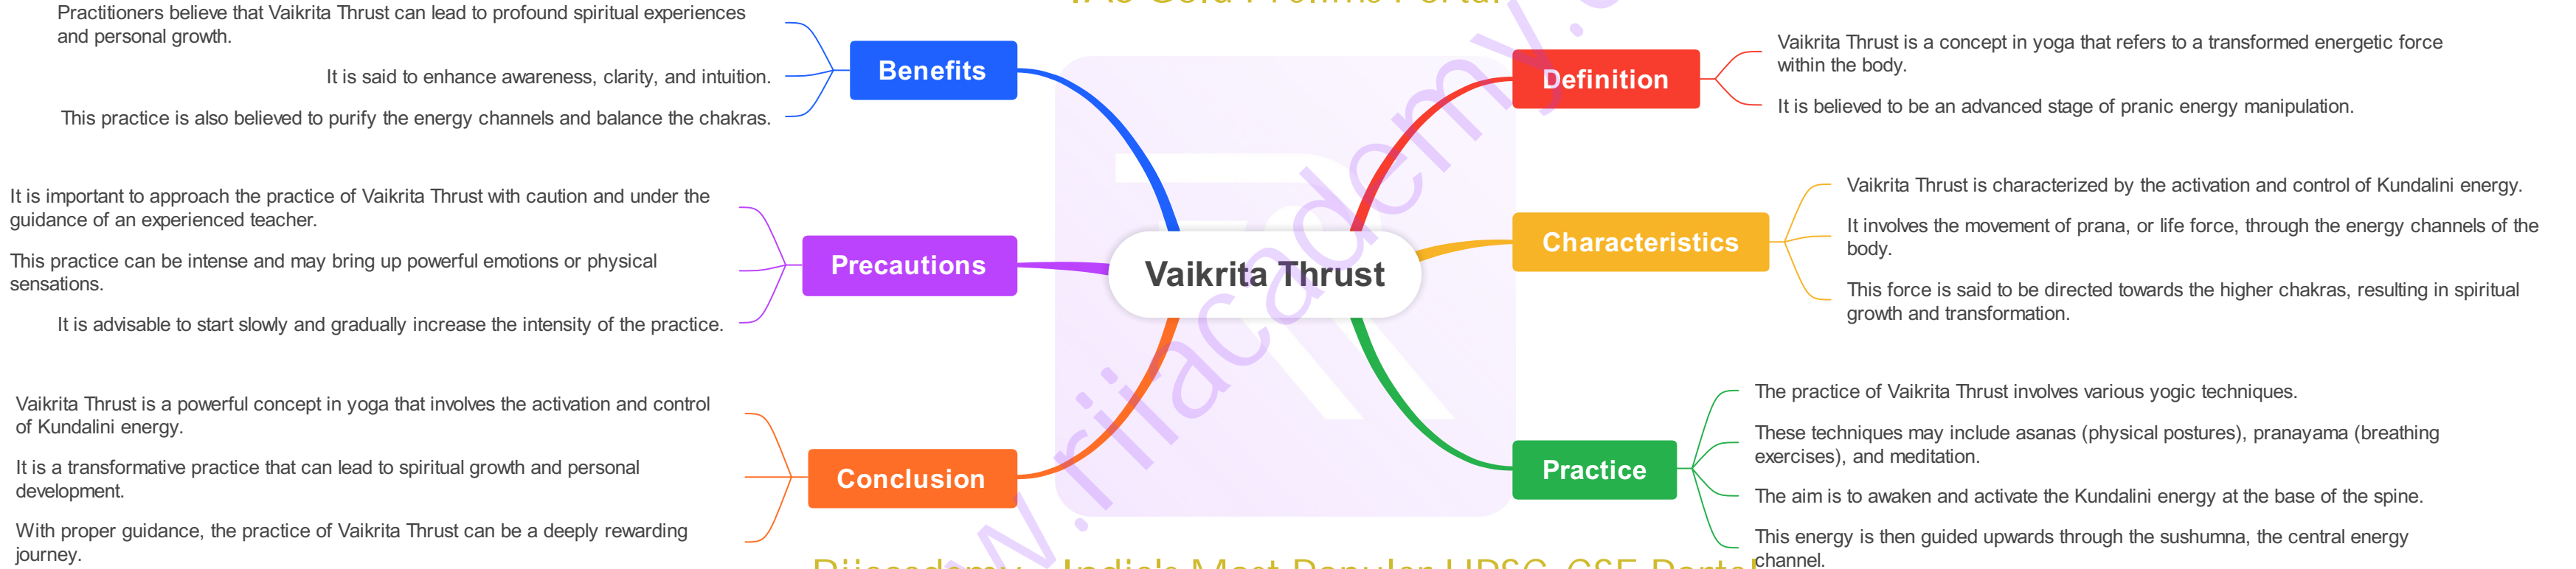 Practitioners believe that Vaikrita Thrust can lead to profound spiritual experiences
and personal growth.
It is said to enhance awareness, clarity, and intuition.
This practice is also believed to purify the energy channels and balance the chakras.
Benefits
It is important to approach the practice of Vaikrita Thrust with caution and under the
guidance of an experienced teacher.
This practice can be intense and may bring up powerful emotions or physical
sensations.
It is advisable to start slowly and gradually increase the intensity of the practice.
Precautions
Vaikrita Thrust is a powerful concept in yoga that involves the activation and control
of Kundalini energy.
It is a transformative practice that can lead to spiritual growth and personal
development.
With proper guidance, the practice of Vaikrita Thrust can be a deeply rewarding
journey.
Conclusion
Vaikrita Thrust
Definition
Vaikrita Thrust is a concept in yoga that refers to a transformed energetic force
within the body.
It is believed to be an advanced stage of pranic energy manipulation.
Characteristics
Vaikrita Thrust is characterized by the activation and control of Kundalini energy.
It involves the movement of prana, or life force, through the energy channels of the
body.
This force is said to be directed towards the higher chakras, resulting in spiritual
growth and transformation.
Practice
The practice of Vaikrita Thrust involves various yogic techniques.
These techniques may include asanas (physical postures), pranayama (breathing
exercises), and meditation.
The aim is to awaken and activate the Kundalini energy at the base of the spine.
This energy is then guided upwards through the sushumna, the central energy
channel.
India's Most Popular UPSC CSE Portal